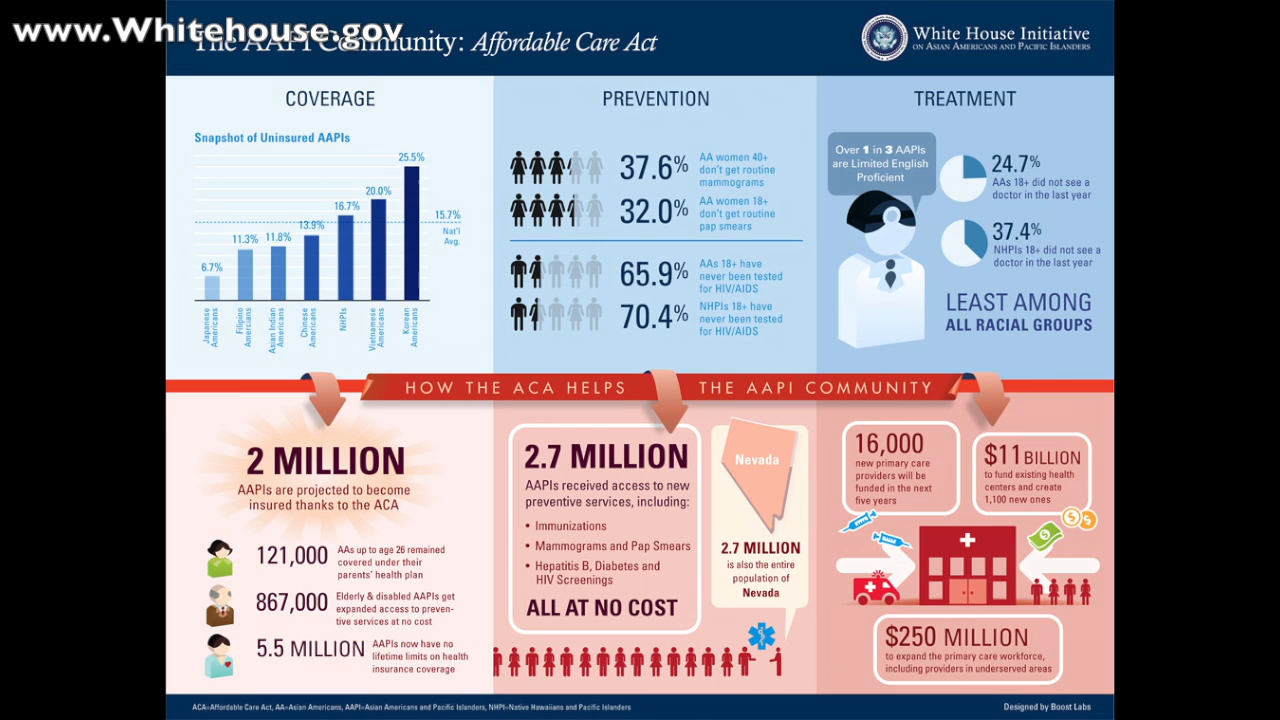 www.Whitehouse.gov
The AAPI Community: Affordable Care Act
White House Initiative
ON ASIAN AMERICANS AND PACIFIC ISLANDERS
COVERAGE
Snapshot of Uninsured AAPIs
6.7%
11.3%
11.8%
13.9%
16.7%
20.0%
25.5%
15.7%
Nat'l
Avg.
Japanese
Americans
Filipino
Amercians
Asian Indian
Americans
Chinese
Americans
NHPIs
Vietnamese
Americans
Korean
Americans
PREVENTION
37.6%
AA women 40+
don't get routine
mammograms
32.0%
AA women 18+
don't get routine
pap smears
65.9%
AAs 18+ have
never been tested
for HIV/AIDS
70.4%
NHPIs 18+ have
never been tested
for HIV/AIDS
TREATMENT
Over 1 in 3 AAPIs
are Limited English
Proficient
24.7%
AAs 18+ did not see a
doctor in the last year
37.4%
NHPIs 18+ did not see a
doctor in the last year
LEAST AMONG
ALL RACIAL GROUPS
HOW THE ACA HELPS THE AAPI COMMUNITY
2 MILLION
AAPIs are projected to become
insured thanks to the ACA
121,000
AAs up to age 26 remained
covered under their
parents' health plan
867,000
Elderly & disabled AAPIs get
expanded access to preven-
tive services at no cost
5.5 MILLION
AAPIs now have no
lifetime limits on health
insurance coverage
2.7 MILLION
AAPIs received access to new
preventive services, including:
• Immunizations
• Mammograms and Pap Smears
• Hepatitis B, Diabetes and
HIV Screenings
ALL AT NO COST
Nevada
2.7 MILLION
is also the entire
population of
Nevada
16,000
new primary care
providers will be
funded in the next
five years
$11 BILLION
to fund existing health
centers and create
1,100 new ones
$250 MILLION
to expand the primary care workforce,
including providers in underserved areas
ACA=Affordable Care Act, AA=Asian Americans, AAPI=Asian Americans and Pacific Islanders, NHPI=Native Hawaiians and Pacific Islanders
Designed by Boost Labs